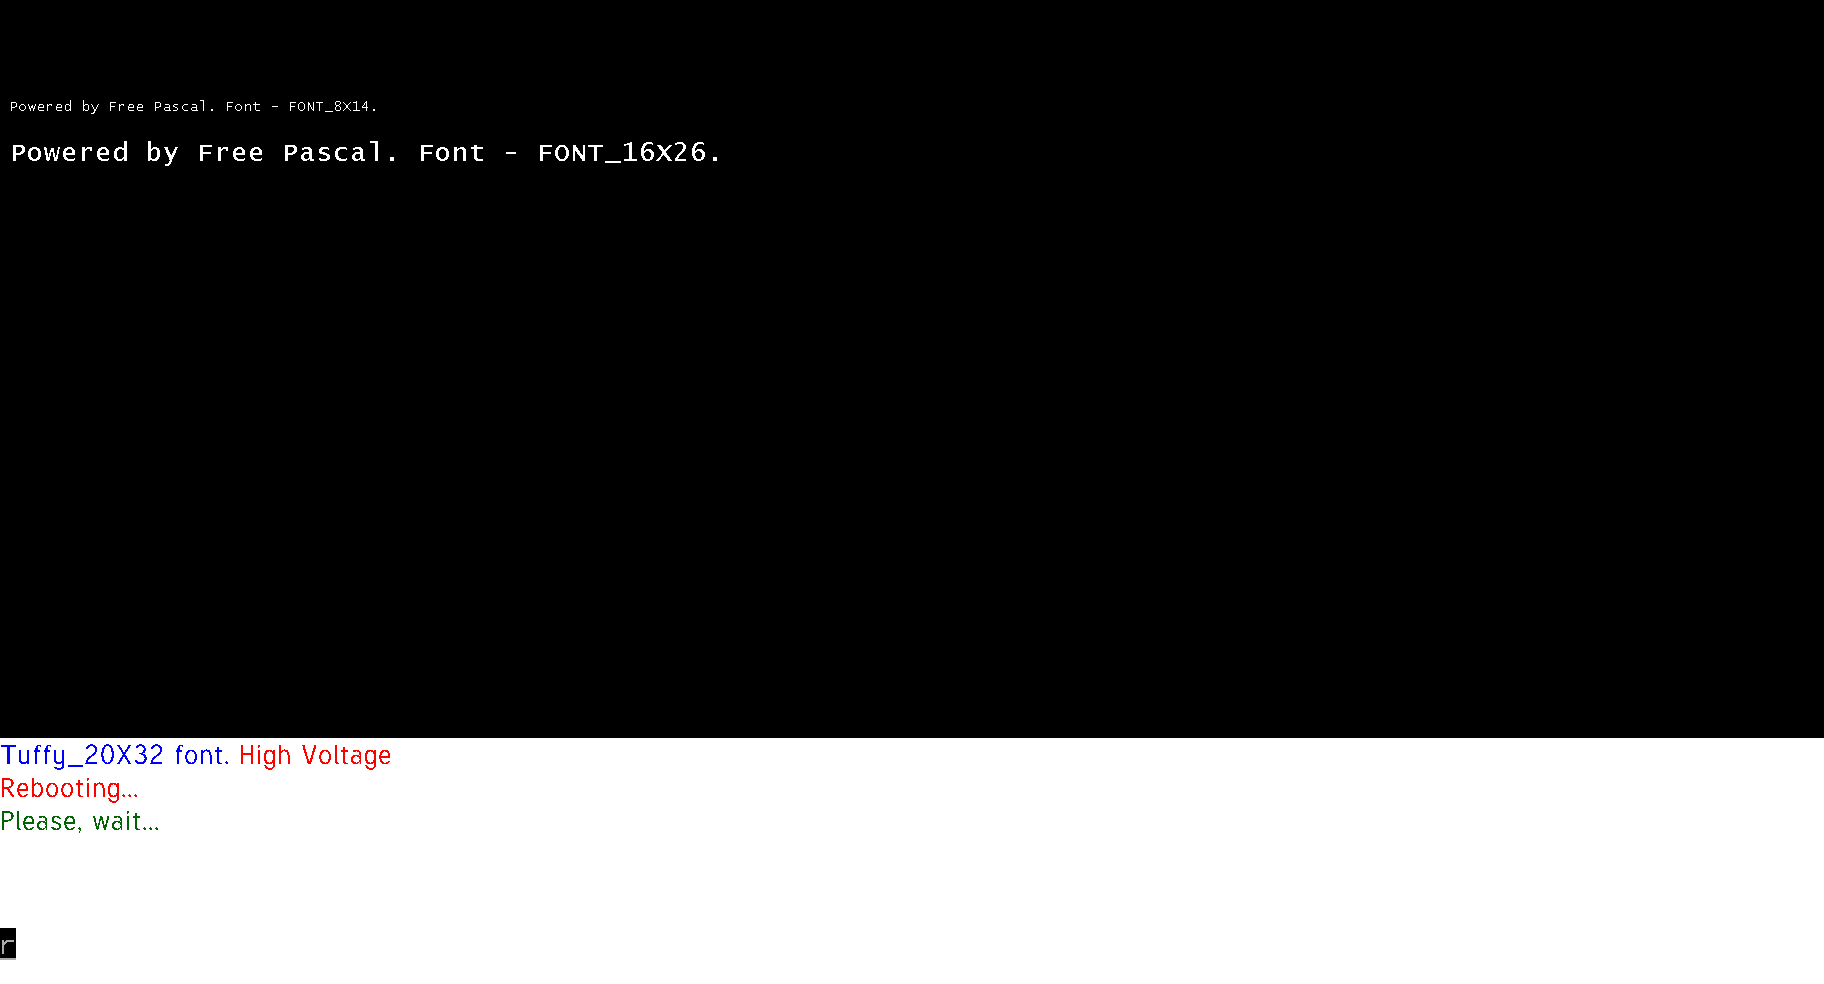 Powered by Free Pascal. Font - FONT_8X14.
Powered by Free Pascal. Font - FONT_16X26.
Tuffy_20X32 font. High Voltage
Rebooting...
Please, wait...
r